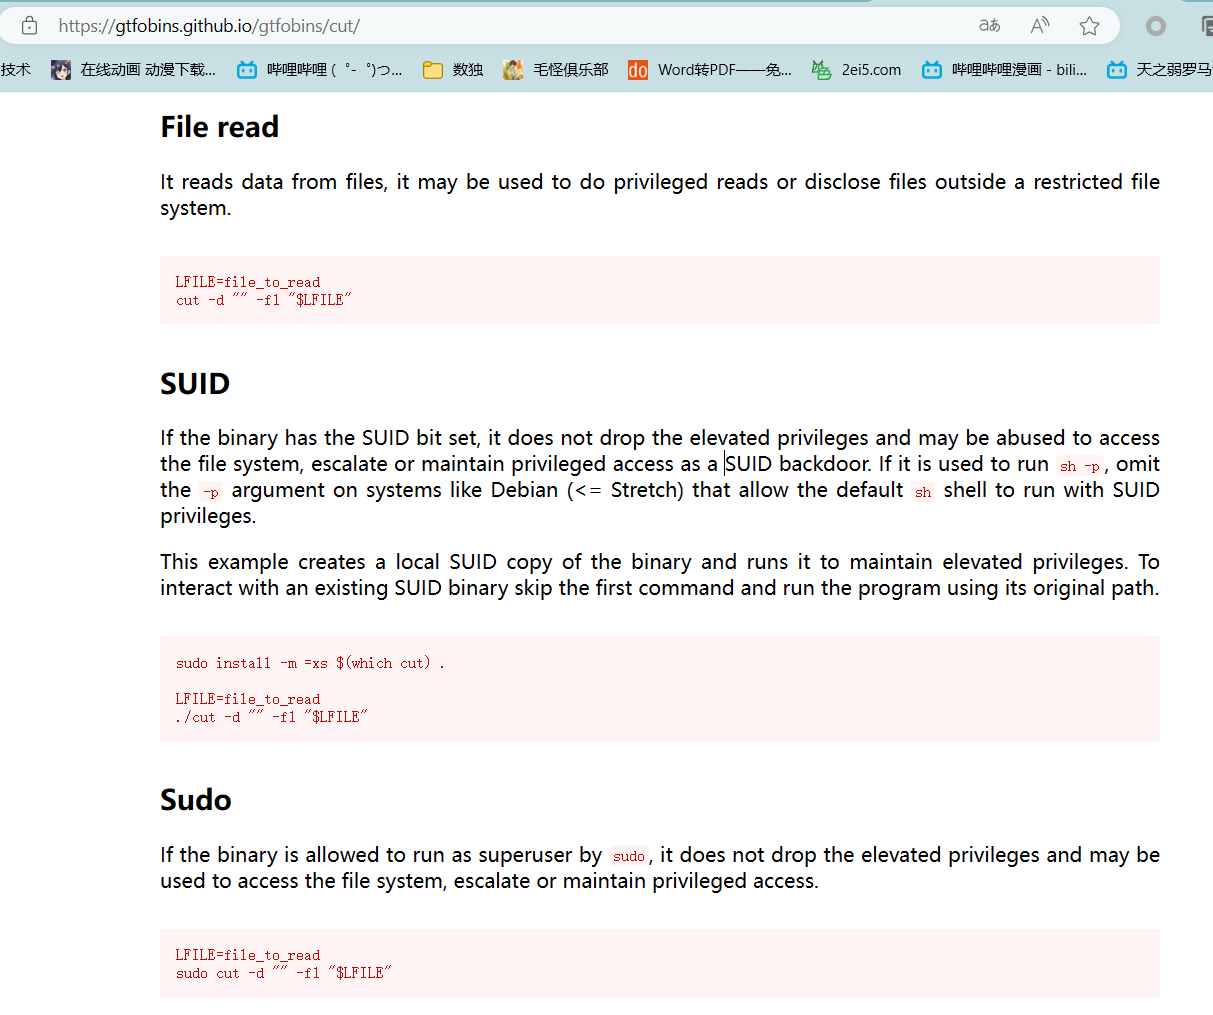 https://gtfobins.github.io/gtfobins/cut/
技术 在线动画 动漫下载... 哔哩哔哩 (゜-゜)つ... 数独 毛怪俱乐部 Word转PDF——免... 2ei5.com 哔哩哔哩漫画 - bili... 天之弱罗马
File read
It reads data from files, it may be used to do privileged reads or disclose files outside a restricted file
system.
LFILE=file_to_read
cut -d "" -f1 "$LFILE"
SUID
If the binary has the SUID bit set, it does not drop the elevated privileges and may be abused to access
the file system, escalate or maintain privileged access as a SUID backdoor. If it is used to run sh -p, omit
the -p argument on systems like Debian (<= Stretch) that allow the default sh shell to run with SUID
privileges.
This example creates a local SUID copy of the binary and runs it to maintain elevated privileges. To
interact with an existing SUID binary skip the first command and run the program using its original path.
sudo install -m =xs $(which cut) .
LFILE=file_to_read
./cut -d "" -f1 "$LFILE"
Sudo
If the binary is allowed to run as superuser by sudo, it does not drop the elevated privileges and may be
used to access the file system, escalate or maintain privileged access.
LFILE=file_to_read
sudo cut -d "" -f1 "$LFILE"